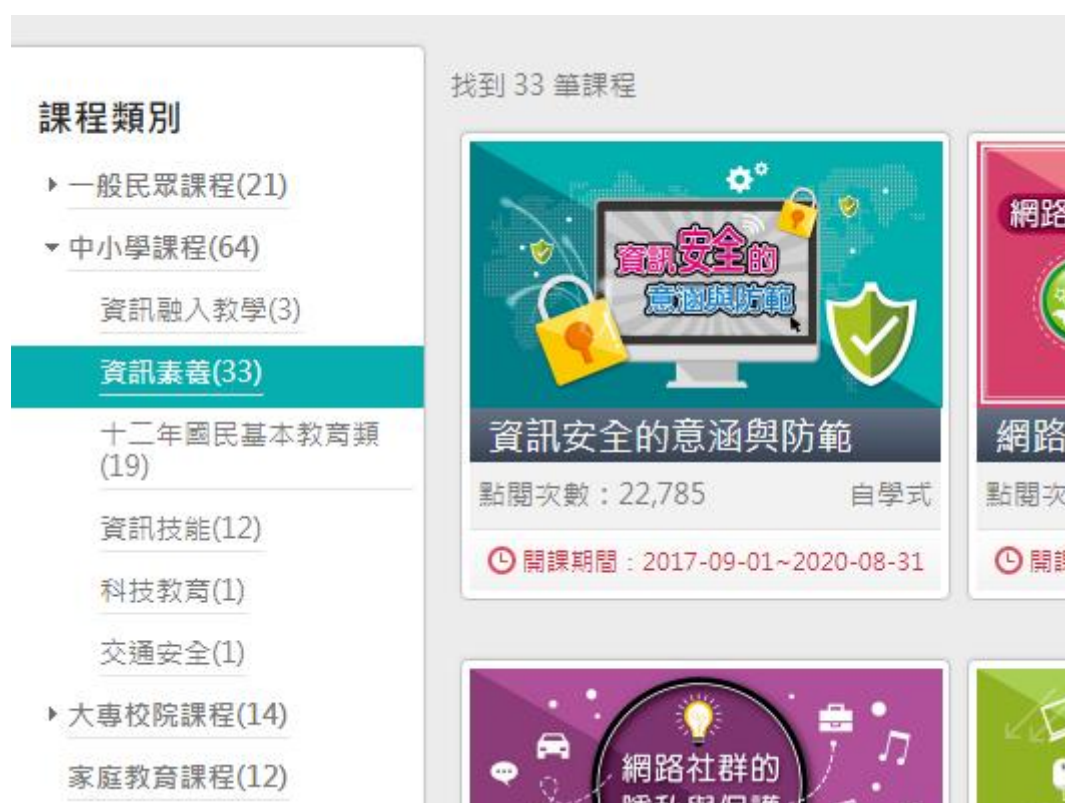 課程類別
一般民眾課程(21)
中小學課程(64)
資訊融入教學(3)
資訊素養(33)
十二年國民基本教育類
(19)
資訊技能(12)
科技教育(1)
交通安全(1)
大專校院課程(14)
家庭教育課程(12)
找到 33 筆課程
資訊安全的
意涵與防範
資訊安全的意涵與防範
點閱次數：22,785
自學式
開課期間：2017-09-01~2020-08-31
網路
網路
點閱次
開課
網路社群的
隱私與保護